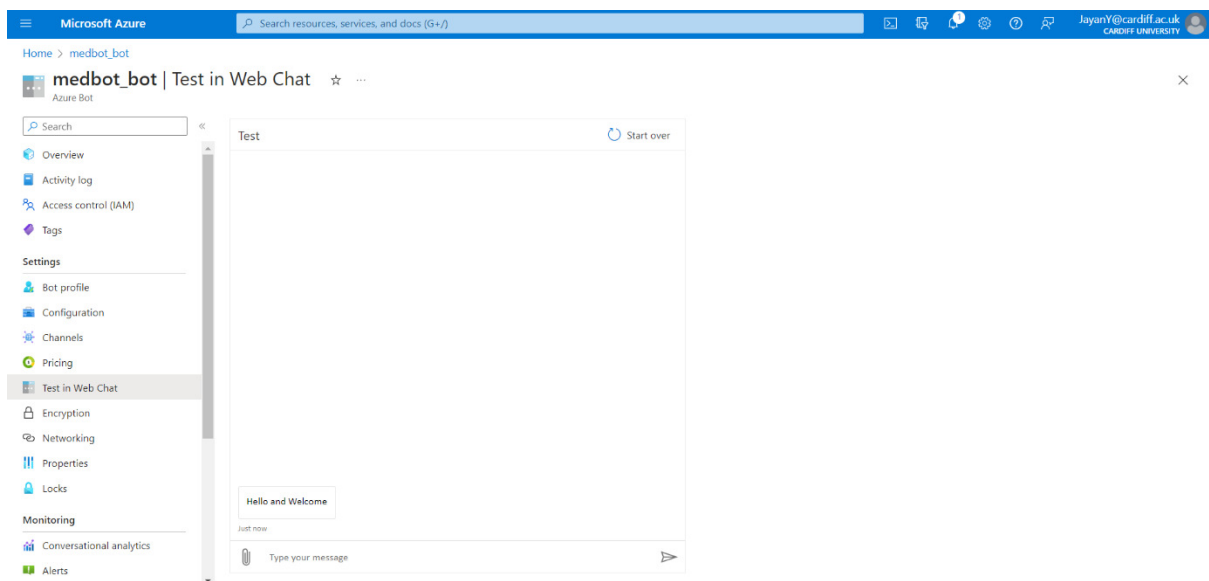 Microsoft Azure
Search resources, services, and docs (G+/)
1
JayanY@cardiff.ac.uk
CARDIFF UNIVERSITY
Home > medbot_bot
medbot_bot | Test in Web Chat
Azure Bot
Search
Overview
Activity log
Access control (IAM)
Tags
Settings
Bot profile
Configuration
Channels
Pricing
Test in Web Chat
Encryption
Networking
Properties
Locks
Monitoring
Conversational analytics
Alerts
Test
Start over
Hello and Welcome
Just now
Type your message